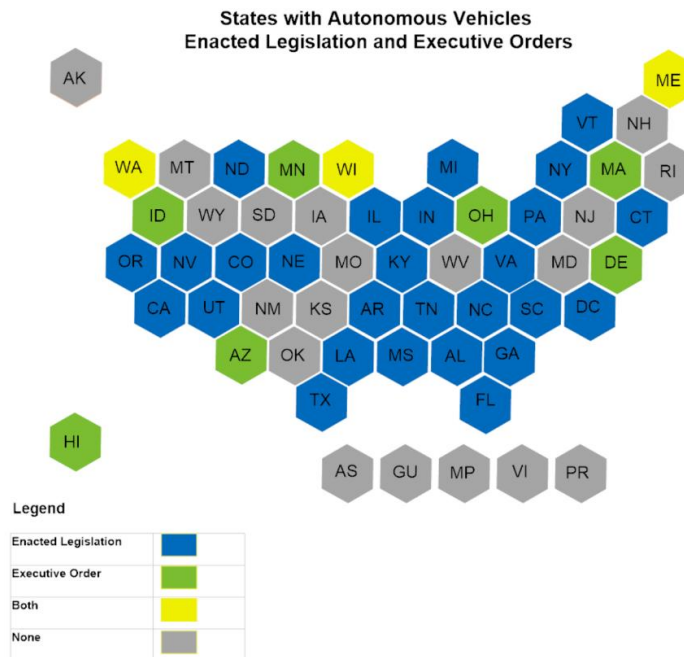 States with Autonomous Vehicles
Enacted Legislation and Executive Orders
AK
ME
VT NH
WA MT ND MN WI MI NY MA RI
ID WY SD IA IL IN OH PA NJ CT
OR NV CO NE MO KY WV VA MD DE
CA UT NM KS AR TN NC SC DC
AZ OK LA MS AL GA
TX FL
HI
AS GU MP VI PR
Legend
Enacted Legislation
Executive Order
Both
None